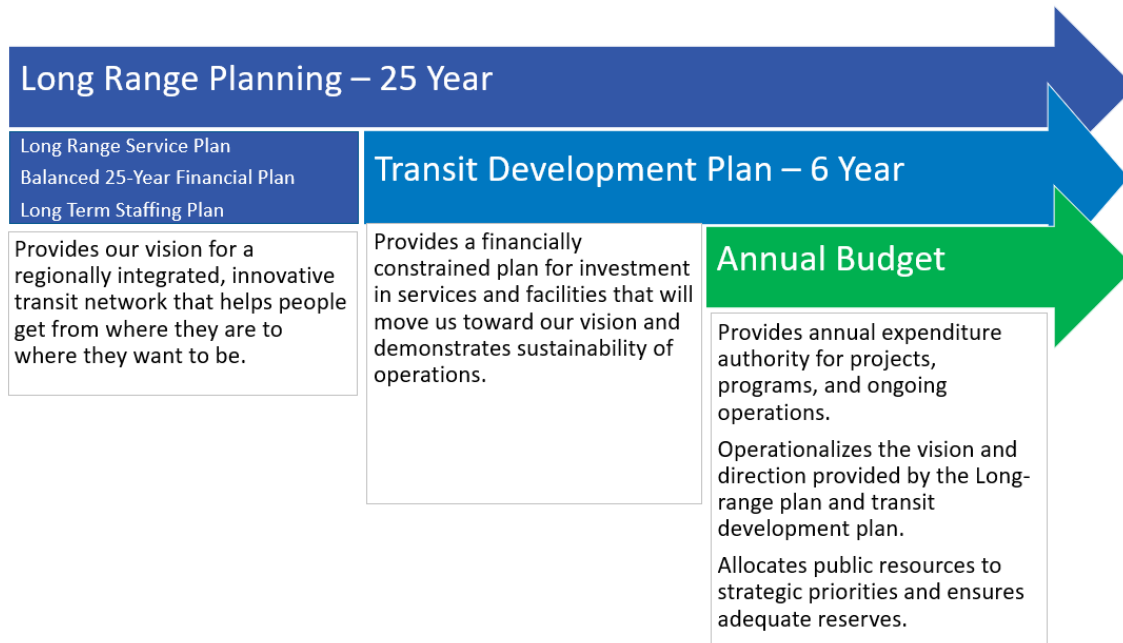 Long Range Planning – 25 Year
Long Range Service Plan
Balanced 25-Year Financial Plan
Long Term Staffing Plan
Provides our vision for a
regionally integrated, innovative
transit network that helps people
get from where they are to
where they want to be.
Transit Development Plan – 6 Year
Provides a financially
constrained plan for investment
in services and facilities that will
move us toward our vision and
demonstrates sustainability of
operations.
Annual Budget
Provides annual expenditure
authority for projects,
programs, and ongoing
operations.
Operationalizes the vision and
direction provided by the Long-
range plan and transit
development plan.
Allocates public resources to
strategic priorities and ensures
adequate reserves.